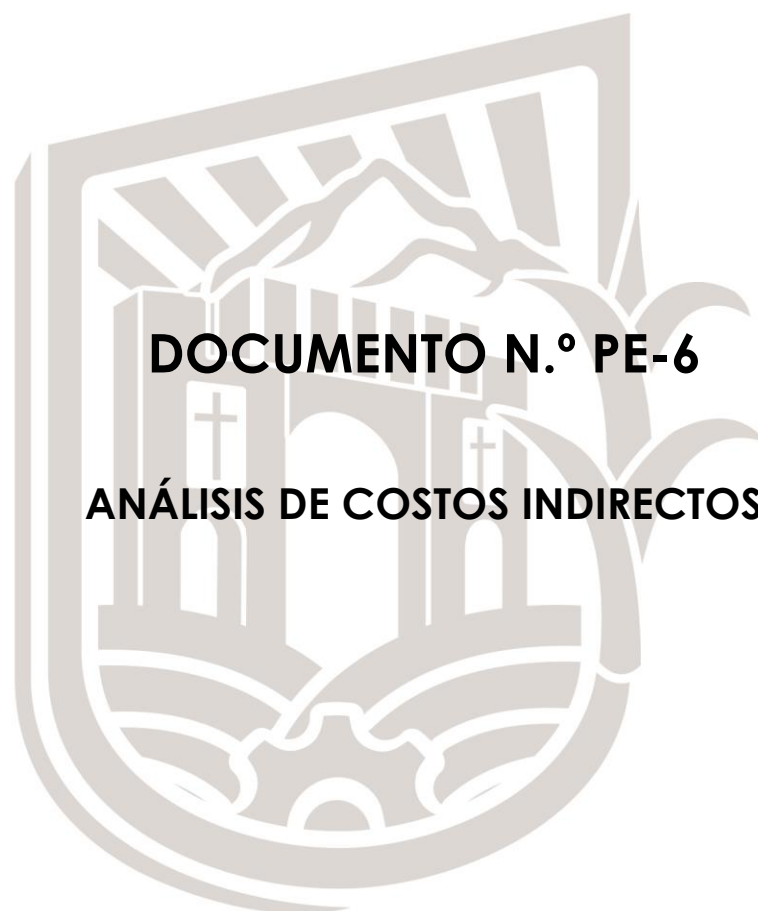 DOCUMENTO N.º PE-6
ANÁLISIS DE COSTOS INDIRECTOS